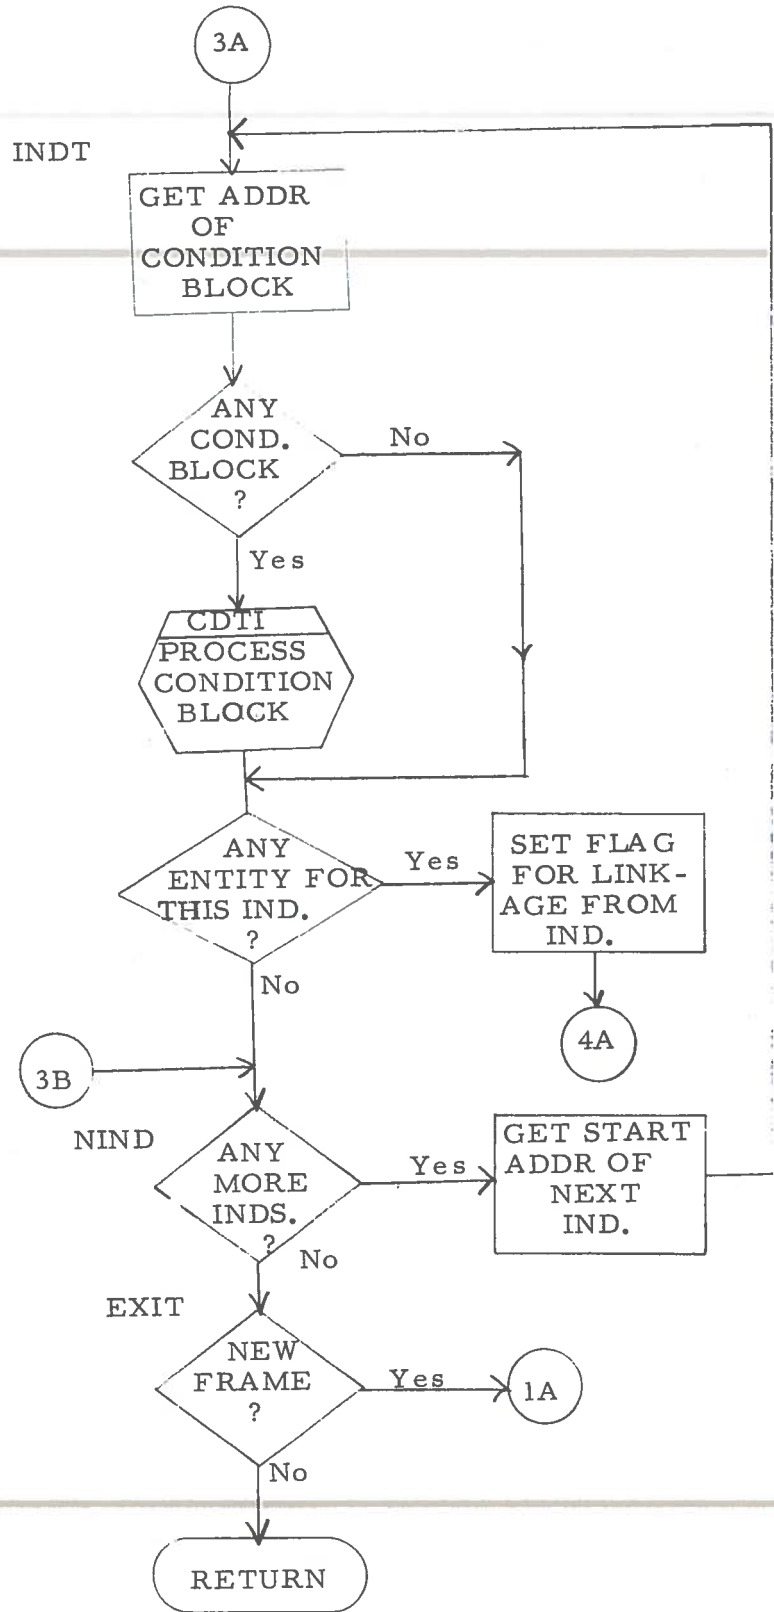 3A
INDT
GET ADDR
OF
CONDITION
BLOCK
ANY
COND.
BLOCK
?
No
Yes
CDTI
PROCESS
CONDITION
BLOCK
ANY
ENTITY FOR
THIS IND.
?
Yes
SET FLAG
FOR LINK-
AGE FROM
IND.
No
4A
3B
NIND
ANY
MORE
INDS.
?
Yes
GET START
ADDR OF
NEXT
IND.
No
EXIT
NEW
FRAME
?
Yes
1A
No
RETURN